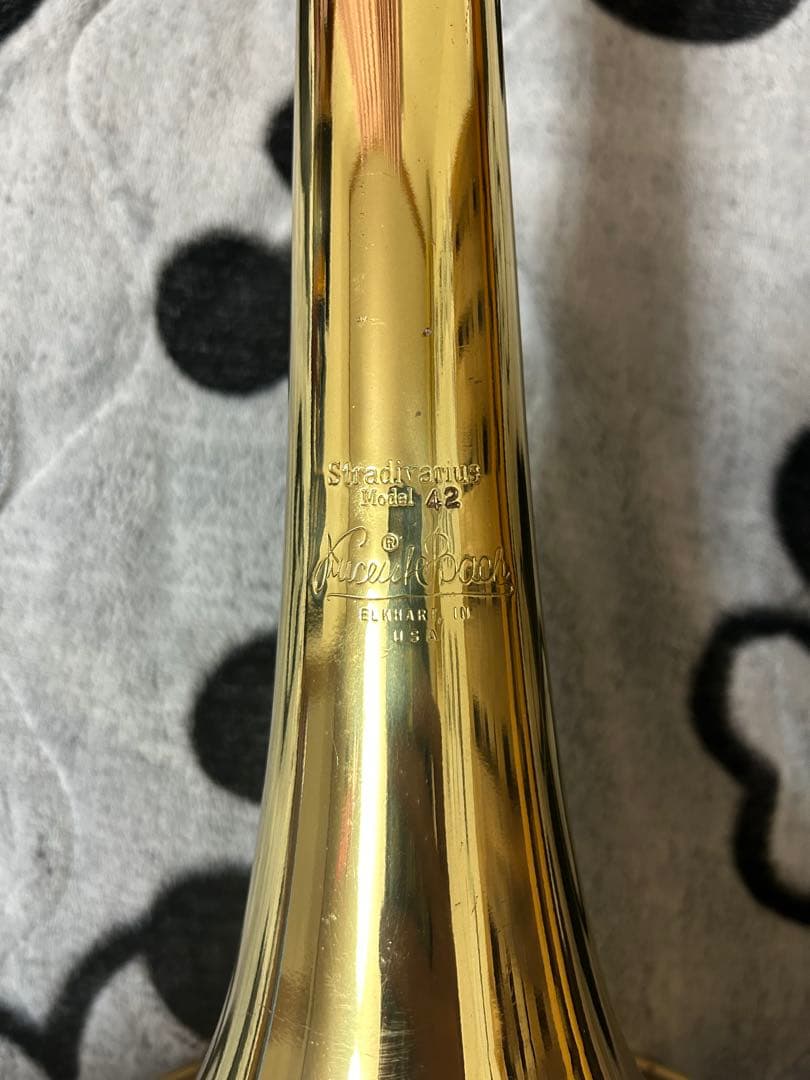 Stradivarius
Model 42
®
Vincent Bach
ELKHART, IN
USA